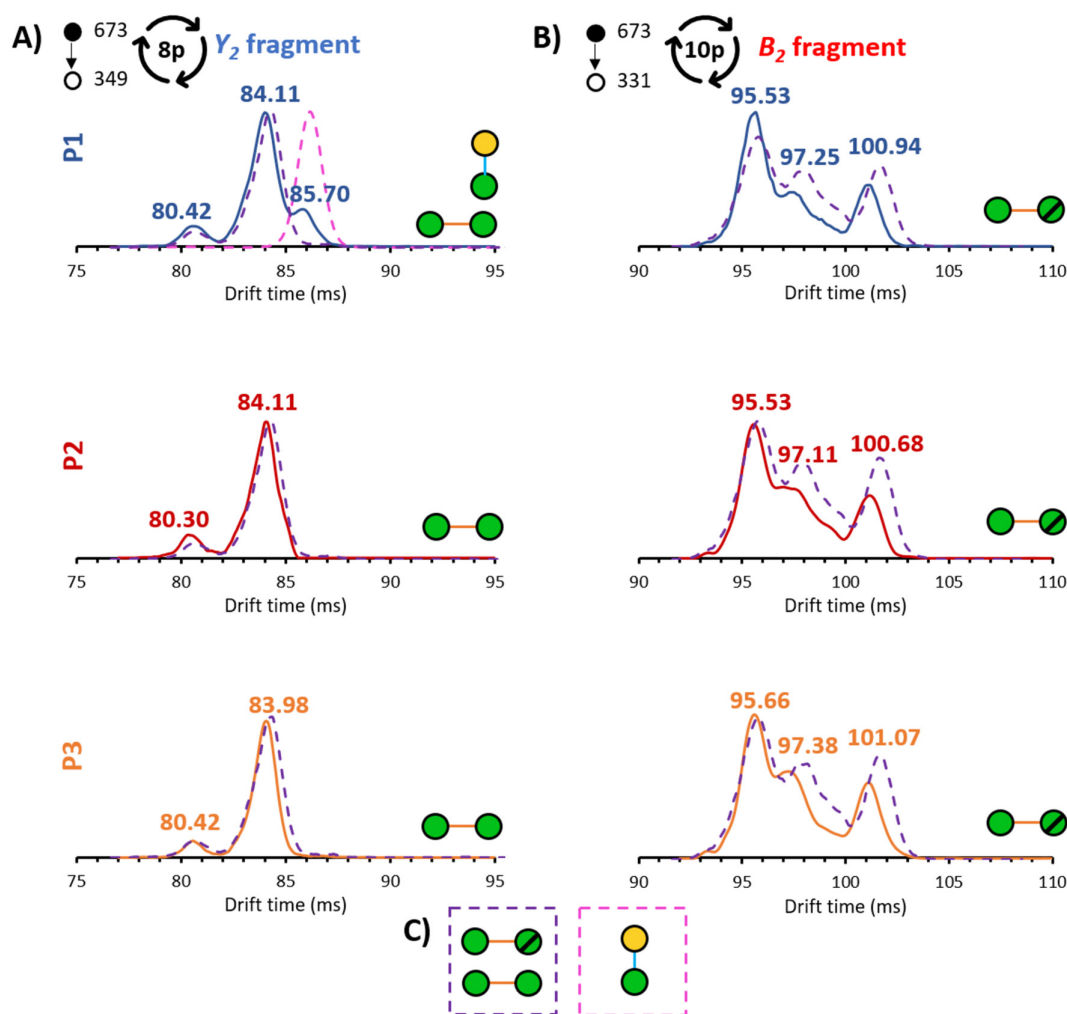 A) 673 8p Y2 fragment
349
B) 673 10p B2 fragment
331
P1
84.11
80.42
85.70
75 80 85 90 95
Drift time (ms)
95.53
97.25
100.94
90 95 100 105 110
Drift time (ms)
P2
84.11
80.30
75 80 85 90 95
Drift time (ms)
95.53
97.11
100.68
90 95 100 105 110
Drift time (ms)
P3
83.98
80.42
75 80 85 90 95
Drift time (ms)
95.66
97.38
101.07
90 95 100 105 110
Drift time (ms)
C)